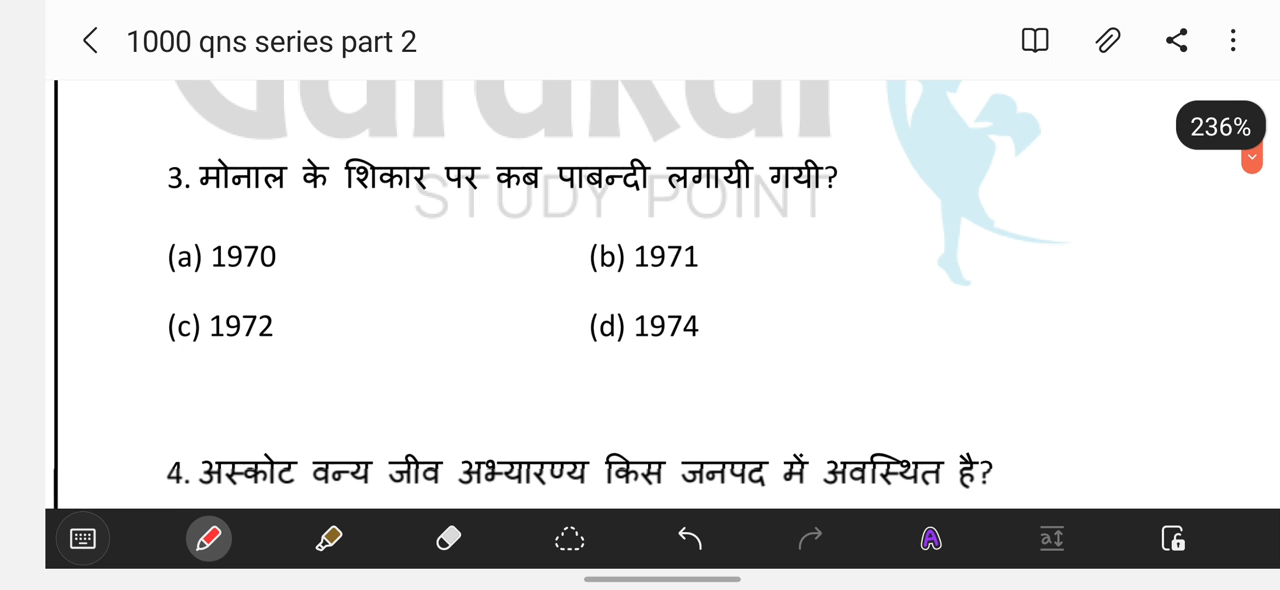 1000 qns series part 2
236%
3. मोनाल के शिकार पर कब पाबन्दी लगायी गयी?
STUDY POINT
(a) 1970 (b) 1971
(c) 1972 (d) 1974
4. अस्कोट वन्य जीव अभ्यारण्य किस जनपद में अवस्थित है?